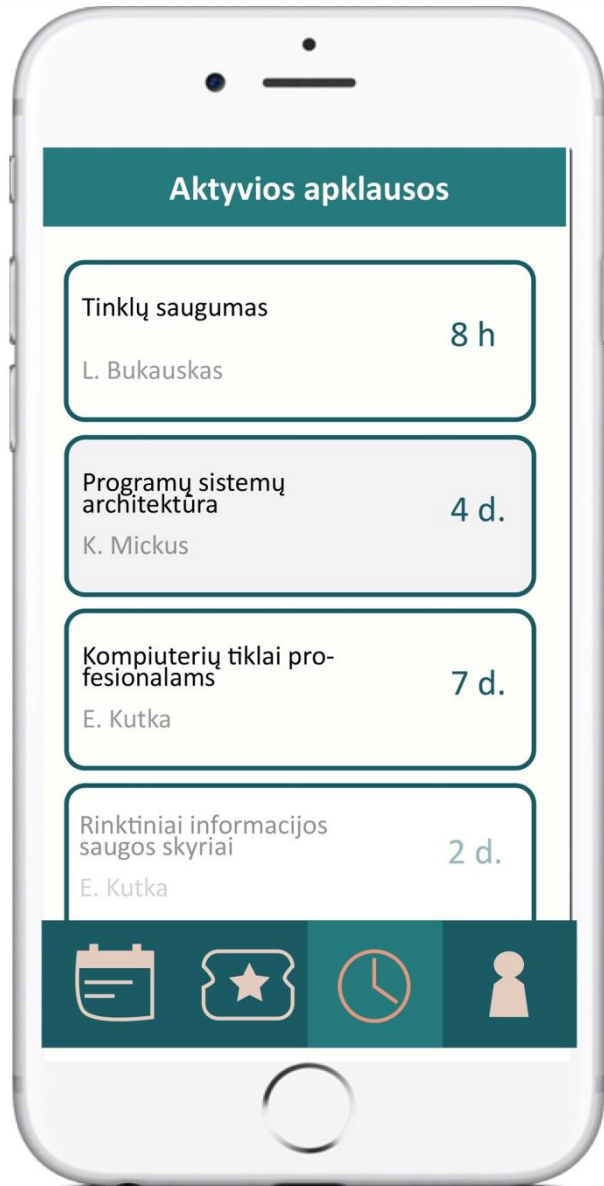 Aktyvios apklausos
Tinklų saugumas
8 h
L. Bukauskas
Programų sistemų
architektūra
4 d.
K. Mickus
Kompiuterių tiklai pro-
fesionalams
7 d.
E. Kutka
Rinktiniai informacijos
saugos skyriai
2 d.
E. Kutka